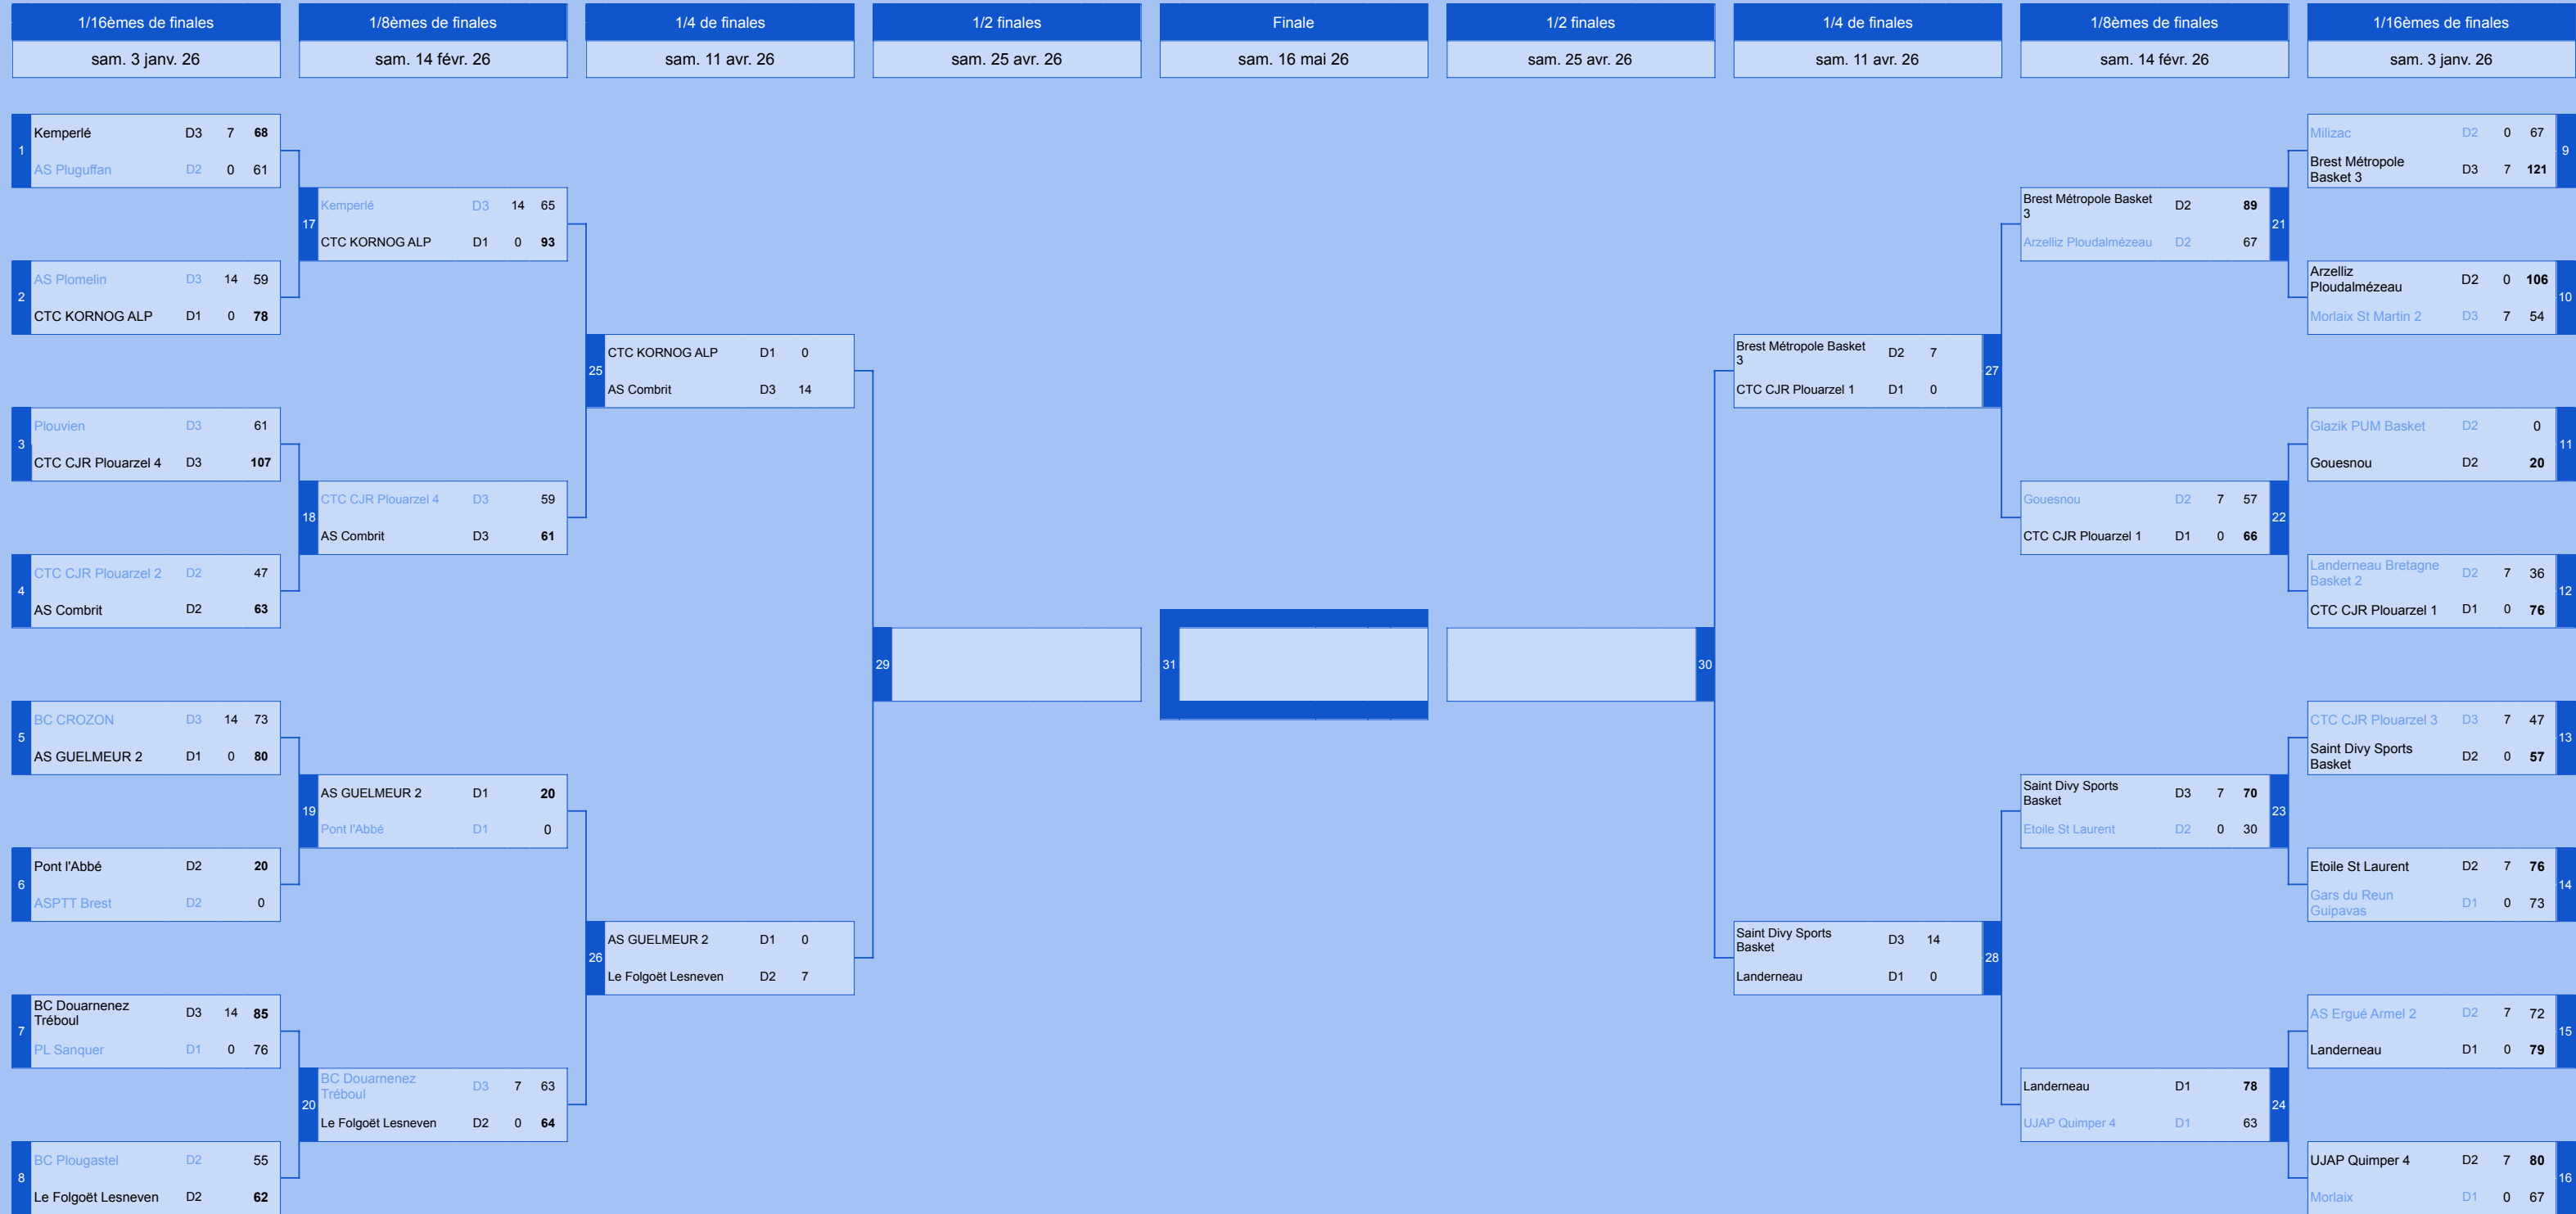 1/16èmes de finales
sam. 3 janv. 26
1/8èmes de finales
sam. 14 févr. 26
1/4 de finales
sam. 11 avr. 26
1/2 finales
sam. 25 avr. 26
Finale
sam. 16 mai 26
1/2 finales
sam. 25 avr. 26
1/4 de finales
sam. 11 avr. 26
1/8èmes de finales
sam. 14 févr. 26
1/16èmes de finales
sam. 3 janv. 26
1
Kemperlé D3 7 68
AS Pluguffan D2 0 61
2
AS Plomelin D3 14 59
CTC KORNOG ALP D1 0 78
3
Plouvien D3 61
CTC CJR Plouarzel 4 D3 107
4
CTC CJR Plouarzel 2 D2 47
AS Combrit D2 63
5
BC CROZON D3 14 73
AS GUELMEUR 2 D1 0 80
6
Pont l'Abbé D2 20
ASPTT Brest D2 0
7
BC Douarnenez
Tréboul D3 14 85
PL Sanquer D1 0 76
8
BC Plougastel D2 55
Le Folgoët Lesneven D2 62
17
Kemperlé D3 14 65
CTC KORNOG ALP D1 0 93
18
CTC CJR Plouarzel 4 D3 59
AS Combrit D3 61
19
AS GUELMEUR 2 D1 20
Pont l'Abbé D1 0
20
BC Douarnenez
Tréboul D3 7 63
Le Folgoët Lesneven D2 0 64
25
CTC KORNOG ALP D1 0
AS Combrit D3 14
26
AS GUELMEUR 2 D1 0
Le Folgoët Lesneven D2 7
29
31
30
Brest Métropole Basket
3 D2 7
CTC CJR Plouarzel 1 D1 0
27
Saint Divy Sports
Basket D3 14
Landerneau D1 0
28
Brest Métropole Basket
3 D2 89
Arzelliz Ploudalmézeau D2 67
21
Gouesnou D2 7 57
CTC CJR Plouarzel 1 D1 0 66
22
Saint Divy Sports
Basket D3 7 70
Etoile St Laurent D2 0 30
23
Landerneau D1 78
UJAP Quimper 4 D1 63
24
Milizac D2 0 67
Brest Métropole
Basket 3 D3 7 121
9
Arzelliz
Ploudalmézeau D2 0 106
Morlaix St Martin 2 D3 7 54
10
Glazik PUM Basket D2 0
Gouesnou D2 20
11
Landerneau Bretagne
Basket 2 D2 7 36
CTC CJR Plouarzel 1 D1 0 76
12
CTC CJR Plouarzel 3 D3 7 47
Saint Divy Sports
Basket D2 0 57
13
Etoile St Laurent D2 7 76
Gars du Reun
Guipavas D1 0 73
14
AS Ergué Armel 2 D2 7 72
Landerneau D1 0 79
15
UJAP Quimper 4 D2 7 80
Morlaix D1 0 67
16